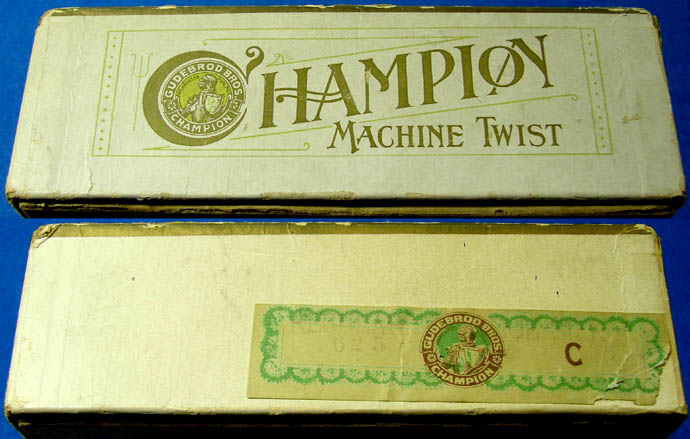 CHAMPION
GUDEBROD BROS.
CHAMPION
MACHINE TWIST
GUDEBROD BROS.
CHAMPION
C